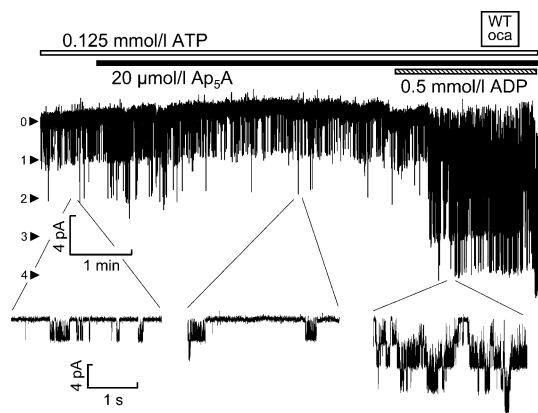 WT
oca
0.125 mmol/l ATP
20 µmol/l Ap5A
0.5 mmol/l ADP
0
1
2
3
4
4 pA
1 min
4 pA
1 s